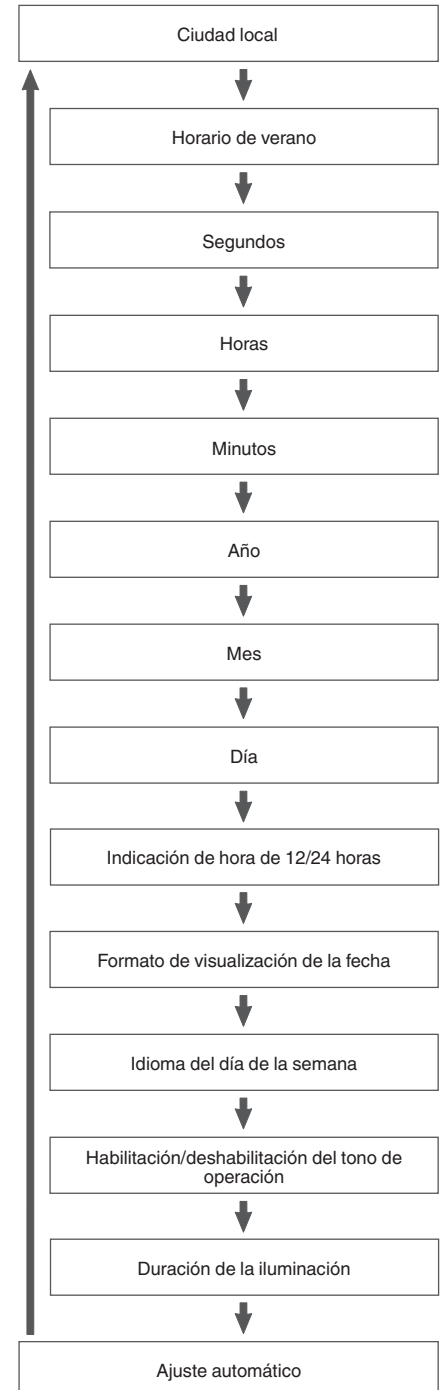 Ciudad local
Horario de verano
Segundos
Horas
Minutos
Año
Mes
Día
Indicación de hora de 12/24 horas
Formato de visualización de la fecha
Idioma del día de la semana
Habilitación/deshabilitación del tono de
operación
Duración de la iluminación
Ajuste automático